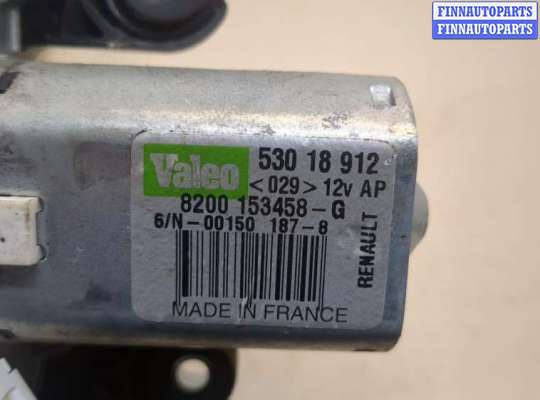 FINNAUTOPARTS
FINNAUTOPARTS
Valeo
530 18 912
<029> 12v AP
8200 153458-G
6/N-00150 187-8
RENAULT
MADE IN FRANCE